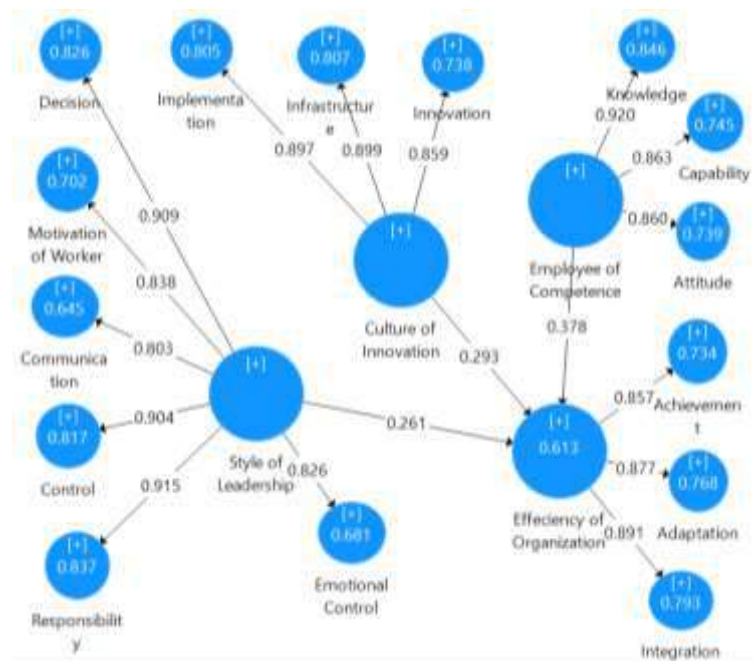 [+]
0.826
Decision
[+]
0.805
Implementa
tion
[+]
0.807
Infrastructur
e
[+]
0.738
Innovation
[+]
0.846
Knowledge
0.920
[+]
0.745
Capability
0.863
[+]
0.739
Attitude
0.860
0.897
0.899
0.859
[+]
Culture of
Innovation
[+]
Employee of
Competence
0.378
0.293
[+]
0.702
Motivation
of Worker
0.909
0.838
[+]
0.645
Communica
tion
0.803
[+]
0.817
Control
0.904
[+]
Style of
Leadership
0.261
0.915
0.826
[+]
0.837
Responsibilit
y
[+]
0.681
Emotional
Control
[+]
0.613
Effeciency of
Organization
0.857
[+]
0.734
Achievemen
t
0.877
[+]
0.768
Adaptation
0.891
[+]
0.793
Integration